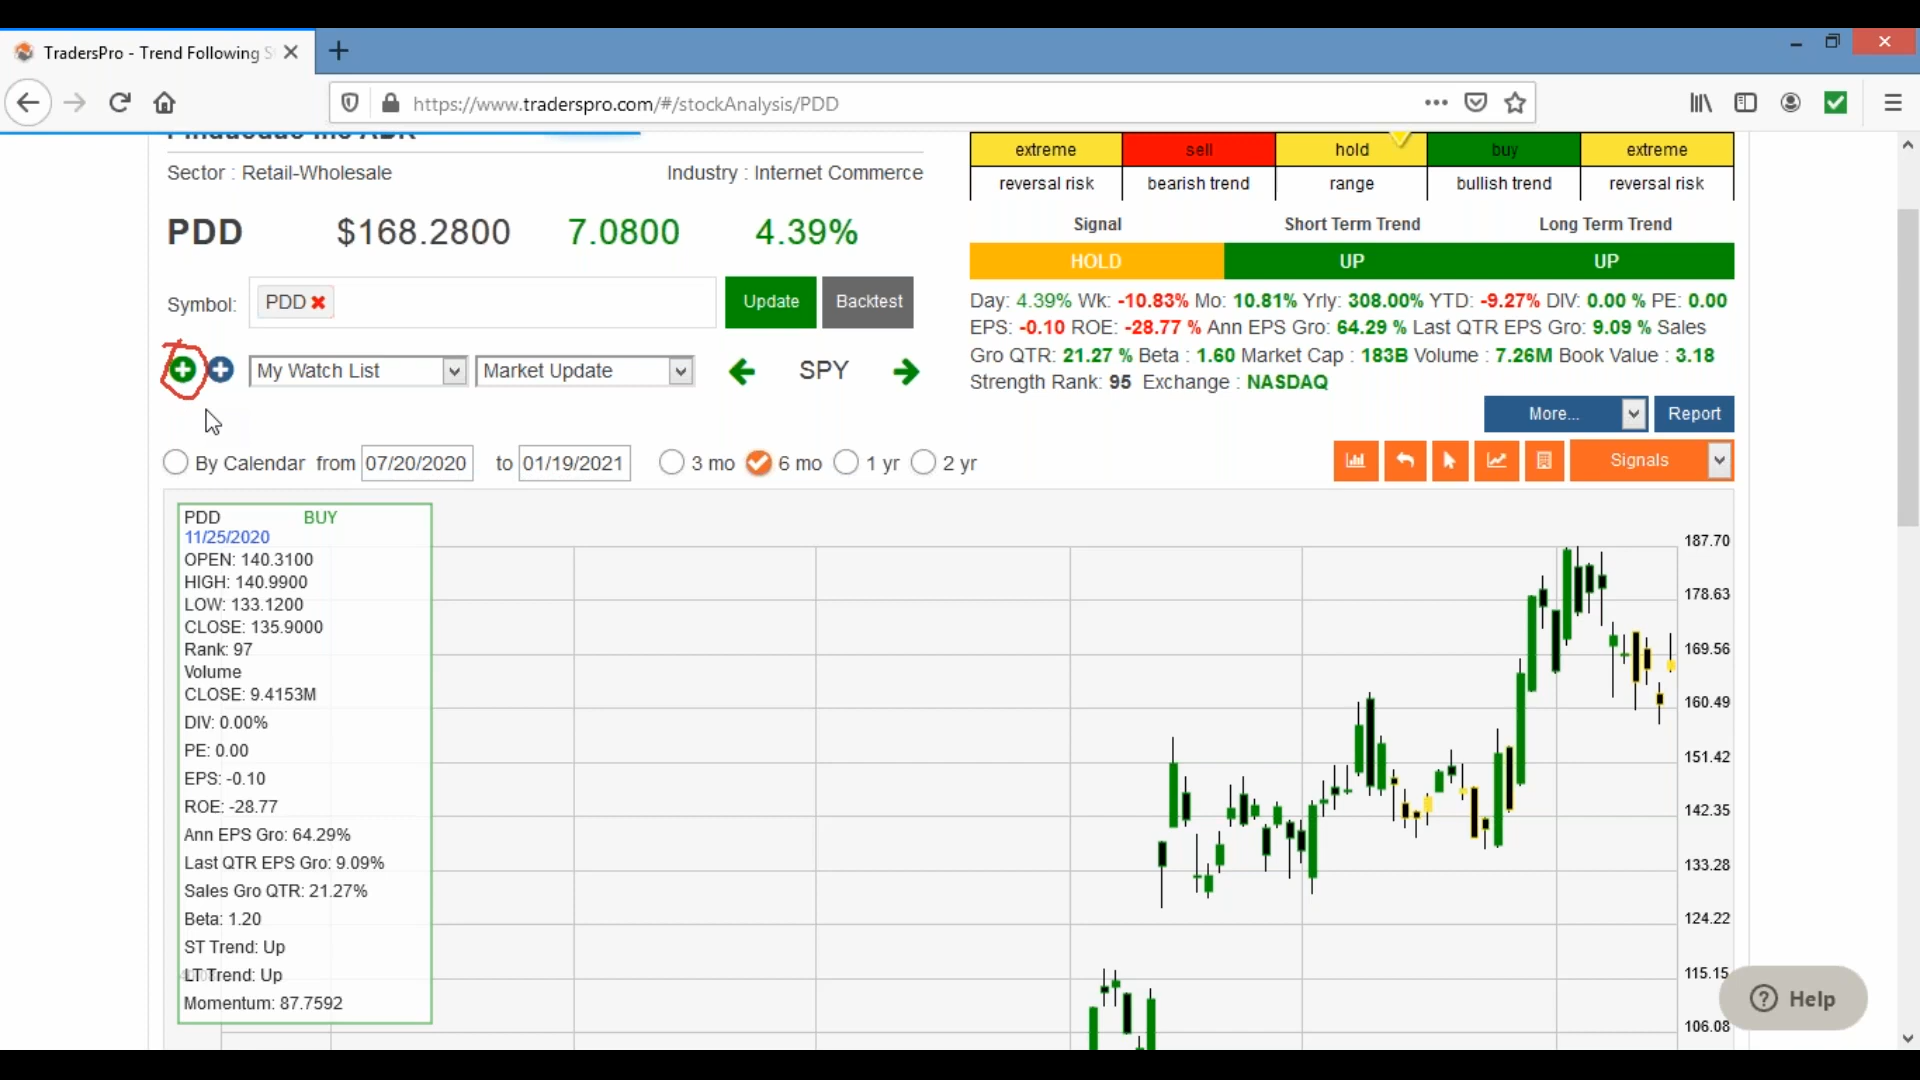 TradersPro - Trend Following S
https://www.traderspro.com/#/stockAnalysis/PDD
Sector : Retail-Wholesale
Industry : Internet Commerce
PDD $168.2800 7.0800 4.39%
Symbol: PDD
Update Backtest
My Watch List Market Update SPY
extreme sell hold buy extreme
reversal risk bearish trend range bullish trend reversal risk
Signal Short Term Trend Long Term Trend
HOLD UP UP
Day: 4.39% Wk: -10.83% Mo: 10.81% Yrly: 308.00% YTD: -9.27% DIV: 0.00 % PE: 0.00
EPS: -0.10 ROE: -28.77 % Ann EPS Gro: 64.29 % Last QTR EPS Gro: 9.09 % Sales
Gro QTR: 21.27 % Beta : 1.60 Market Cap : 183B Volume : 7.26M Book Value : 3.18
Strength Rank: 95 Exchange : NASDAQ
More... Report
By Calendar from 07/20/2020 to 01/19/2021 3 mo 6 mo 1 yr 2 yr
Signals
PDD BUY
11/25/2020
OPEN: 140.3100
HIGH: 140.9900
LOW: 133.1200
CLOSE: 135.9000
Rank: 97
Volume
CLOSE: 9.4153M
DIV: 0.00%
PE: 0.00
EPS: -0.10
ROE: -28.77
Ann EPS Gro: 64.29%
Last QTR EPS Gro: 9.09%
Sales Gro QTR: 21.27%
Beta: 1.20
ST Trend: Up
LT Trend: Up
Momentum: 87.7592
187.70
178.63
169.56
160.49
151.42
142.35
133.28
124.22
115.15
106.08
Help